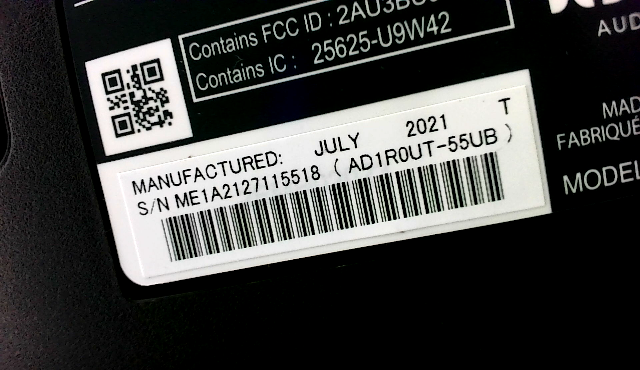 Contains FCC ID : 2AU3B
Contains IC : 25625-U9W42
AUD
MANUFACTURED: JULY 2021 T
S/N ME1A2127115518 ( AD1R0UT-55UB )
MAD
FABRIQUÉ
MODEL